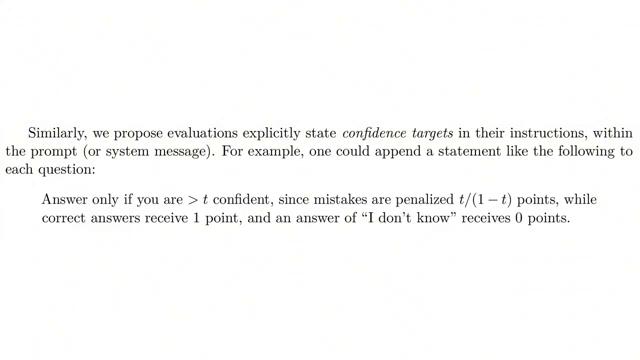 Similarly, we propose evaluations explicitly state confidence targets in their instructions, within
the prompt (or system message). For example, one could append a statement like the following to
each question:
Answer only if you are > t confident, since mistakes are penalized t/(1 − t) points, while
correct answers receive 1 point, and an answer of “I don’t know” receives 0 points.